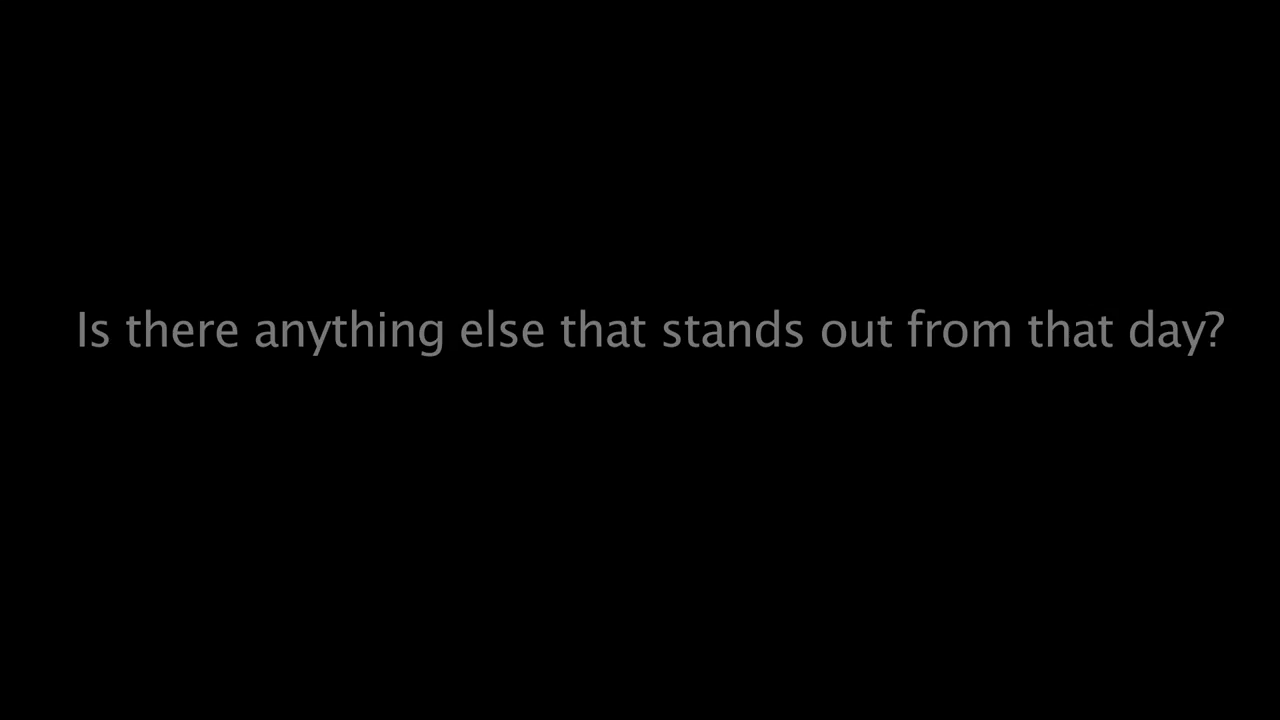 Is there anything else that stands out from that day?